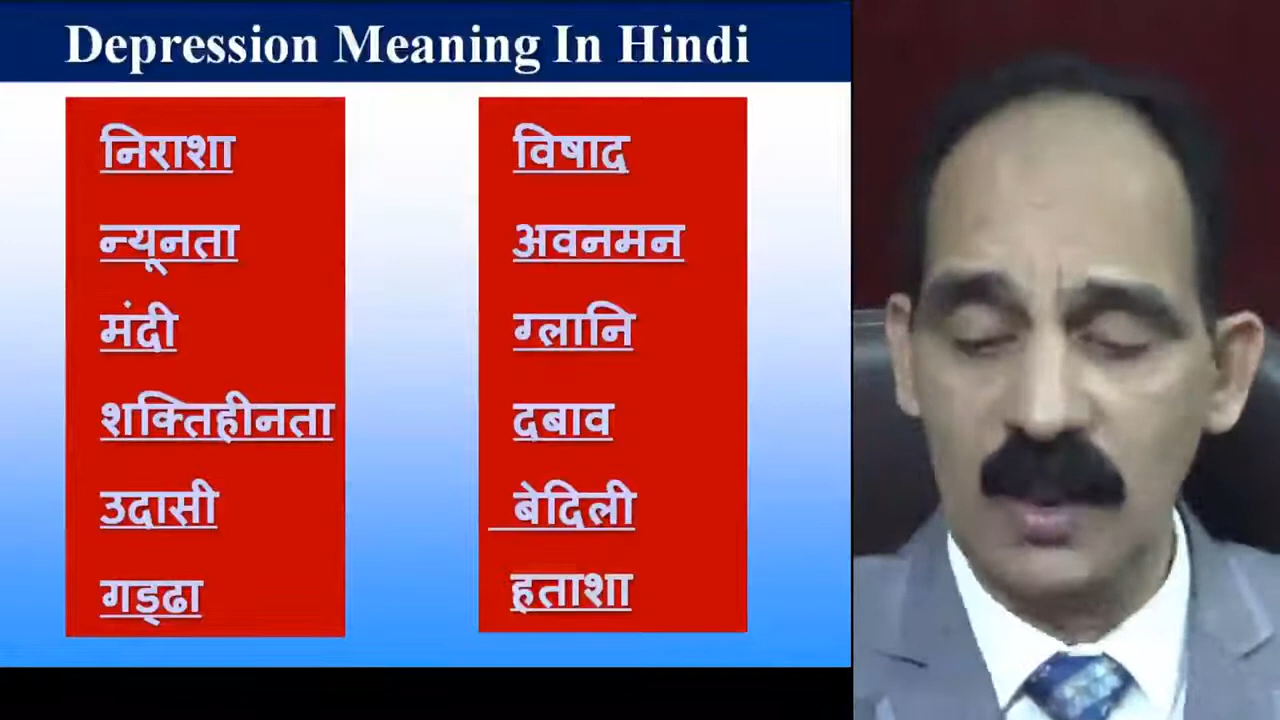 Depression Meaning In Hindi
निराशा
न्यूनता
मंदी
शक्तिहीनता
उदासी
गड्ढा
विषाद
अवनमन
ग्लानि
दबाव
बेदिली
हताशा